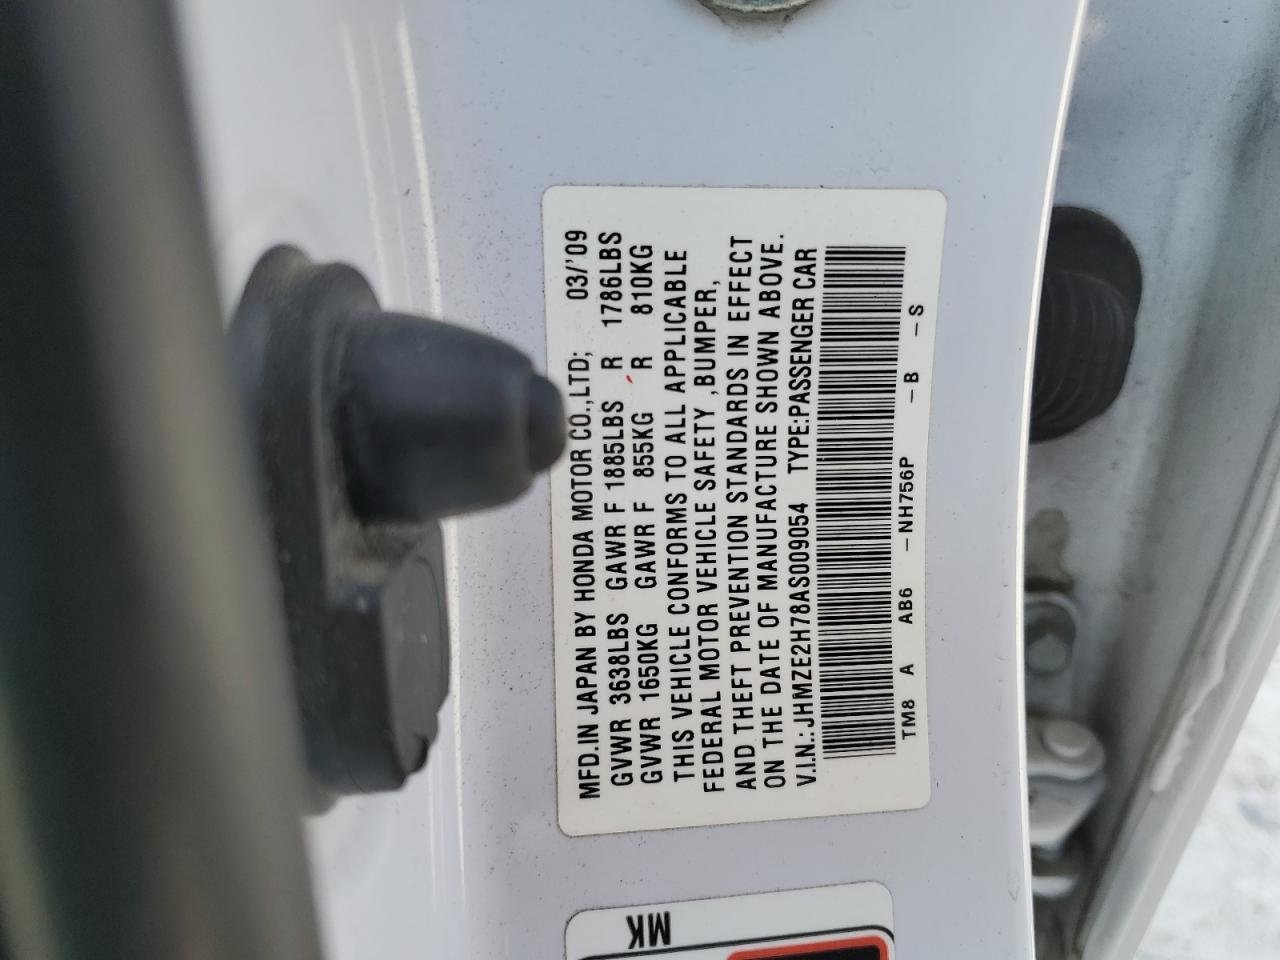 MFD. IN JAPAN BY HONDA MOTOR CO.,LTD; 03/'09
GVWR 3638LBS GAWR F 1885LBS R 1786LBS
GVWR 1650KG GAWR F 855KG R 810KG
THIS VEHICLE CONFORMS TO ALL APPLICABLE
FEDERAL MOTOR VEHICLE SAFETY ,BUMPER,
AND THEFT PREVENTION STANDARDS IN EFFECT
ON THE DATE OF MANUFACTURE SHOWN ABOVE.
V.I.N.: JHMZE2H78AS009054 TYPE:PASSENGER CAR
TM8 A AB6 -NH756P -B -S
MK